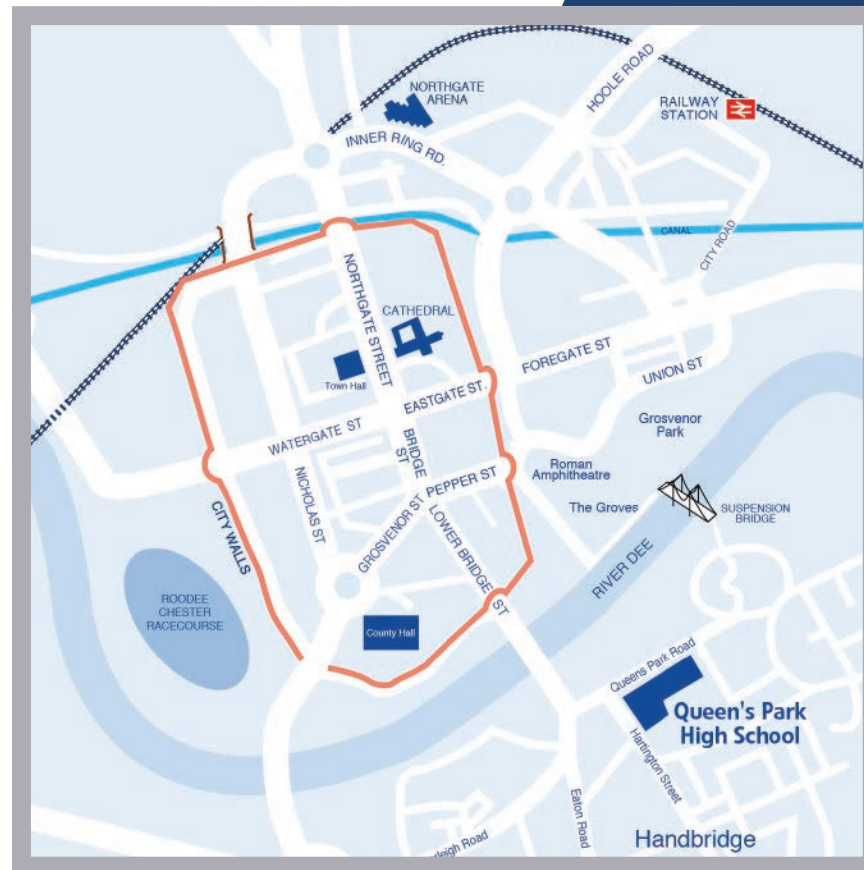 NORTHGATE
ARENA
HOOLE ROAD
RAILWAY
STATION
INNER RING RD.
CANAL
CITY ROAD
NORTHGATE STREET
CATHEDRAL
Town Hall
FOREGATE ST
EASTGATE ST.
UNION ST
WATERGATE ST
BRIDGE
ST
Grosvenor
Park
NICHOLAS ST
PEPPER ST
Roman
Amphitheatre
CITY WALLS
GROSVENOR ST
The Groves
SUSPENSION
BRIDGE
LOWER BRIDGE ST
RIVER DEE
ROODEE
CHESTER
RACECOURSE
County Hall
Queens Park Road
Queen's Park
High School
Hartington Street
Eaton Road
rleigh Road
Handbridge